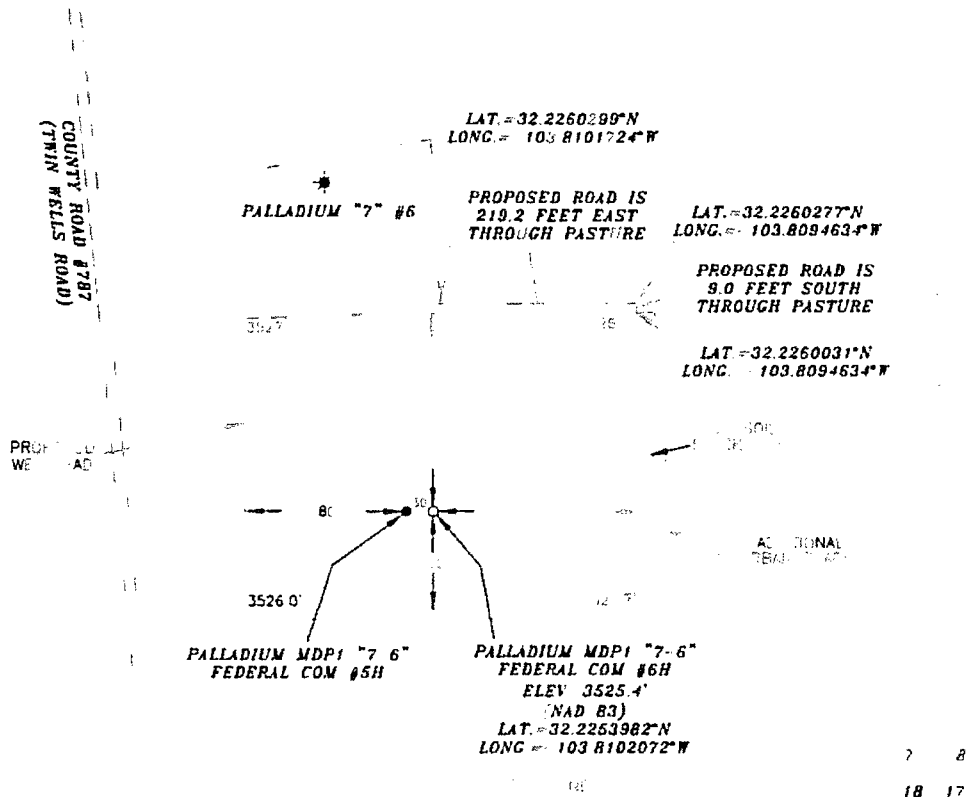 COUNTY ROAD #787
(TWIN WELLS ROAD)
LAT.=32.2260299°N
LONG.= 103.8101724°W
PALLADIUM "7" #6
PROPOSED ROAD IS
219.2 FEET EAST
THROUGH PASTURE
LAT.=32.2260277°N
LONG.=- 103.8094634°W
PROPOSED ROAD IS
9.0 FEET SOUTH
THROUGH PASTURE
3527
LAT.=32.2260031°N
LONG. 103.8094634°W
30
3526.0'
PALLADIUM MDP1 "7 6"
FEDERAL COM #5H
PALLADIUM MDP1 "7-6"
FEDERAL COM #6H
ELEV 3525.4'
(NAD 83)
LAT.=32.2253982°N
LONG =- 103.8102072°W
7 8
18 17